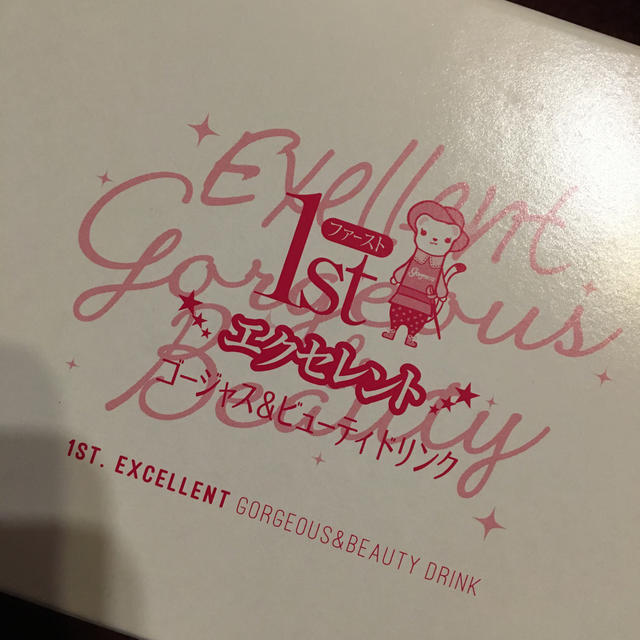 Exellent
Gorgeous
Beauty
1st
ファースト
エクセレント
ゴージャス&ビューティドリンク
1ST. EXCELLENT GORGEOUS&BEAUTY DRINK